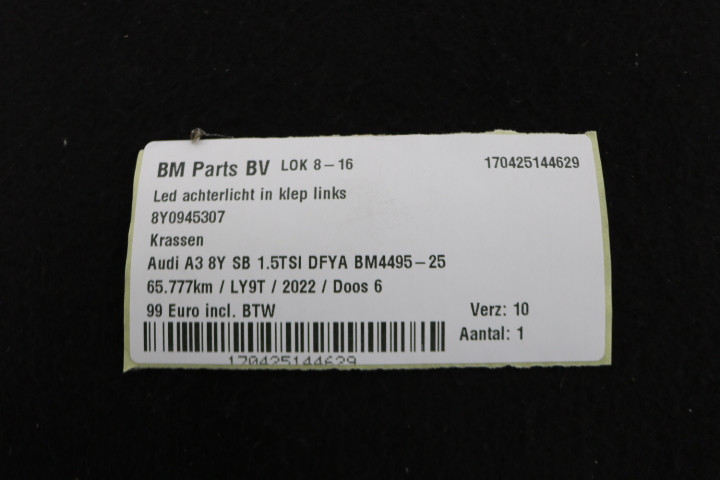 BM Parts BV LOK 8-16 170425144629
Led achterlicht in klep links
8Y0945307
Krassen
Audi A3 8Y SB 1.5TSI DFYA BM4495-25
65.777km / LY9T / 2022 / Doos 6
99 Euro incl. BTW Verz: 10
Aantal: 1
170425144629